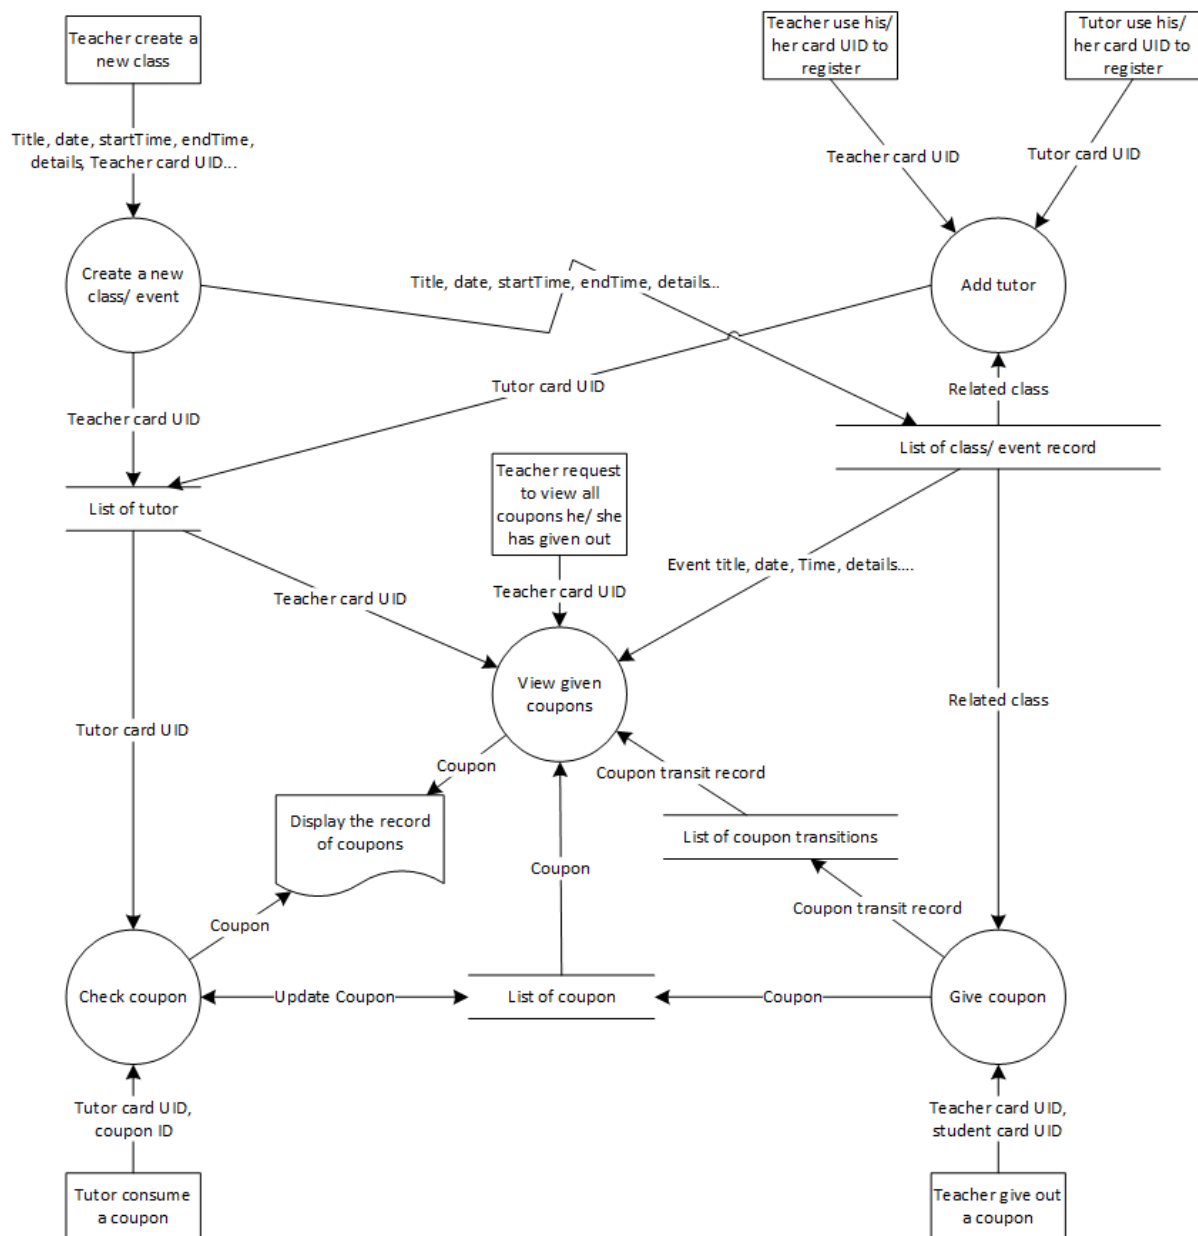 Teacher create a
new class
Teacher use his/
her card UID to
register
Tutor use his/
her card UID to
register
Title, date, startTime, endTime,
details, Teacher card UID...
Teacher card UID
Tutor card UID
Create a new
class/ event
Title, date, startTime, endTime, details...
Add tutor
Tutor card UID
Related class
Teacher card UID
List of class/ event record
Teacher request
to view all
coupons he/ she
has given out
List of tutor
Event title, date, Time, details....
Teacher card UID
Teacher card UID
View given
coupons
Related class
Tutor card UID
Coupon
Coupon transit record
Display the record
of coupons
List of coupon transitions
Coupon
Coupon transit record
Coupon
Check coupon
Update Coupon
List of coupon
Coupon
Give coupon
Tutor card UID,
coupon ID
Teacher card UID,
student card UID
Tutor consume
a coupon
Teacher give out
a coupon